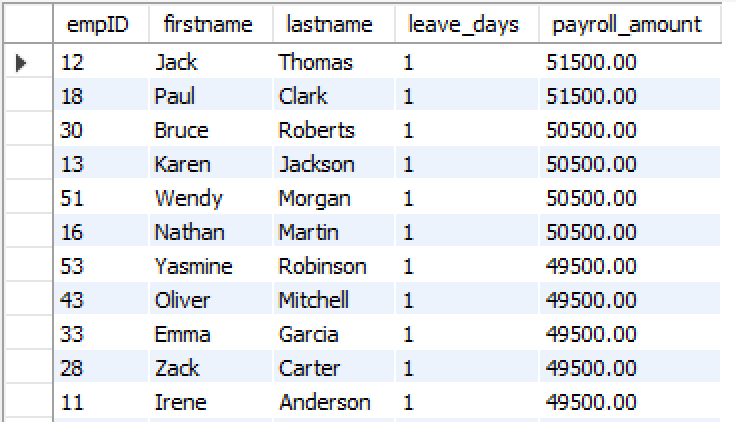 empID firstname lastname leave_days payroll_amount
12 Jack Thomas 1 51500.00
18 Paul Clark 1 51500.00
30 Bruce Roberts 1 50500.00
13 Karen Jackson 1 50500.00
51 Wendy Morgan 1 50500.00
16 Nathan Martin 1 50500.00
53 Yasmine Robinson 1 49500.00
43 Oliver Mitchell 1 49500.00
33 Emma Garcia 1 49500.00
28 Zack Carter 1 49500.00
11 Irene Anderson 1 49500.00